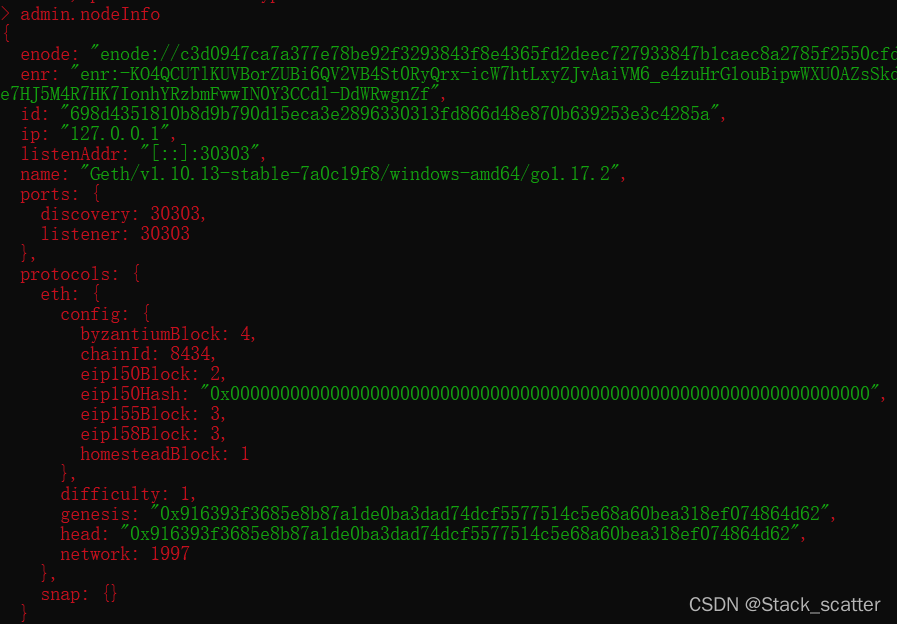 > admin.nodeInfo
{
enode: "enode://c3d0947ca7a377e78be92f3293843f8e4365fd2deec727933847b1caec8a2785f2550cfd
enr: "enr:-KO4QCUTlKUVBorZUBi6QV2VB4St0RyQrx-icW7htLxyZJvAaiVM6_e4zuHrGlouBipwWXU0AZsSkd
e7HJ5M4R7HK7IonhYRzbmFwwIN0Y3CCdl-DdWRwgnZf",
id: "698d4351810b8d9b790d15eca3e2896330313fd866d48e870b639253e3c4285a",
ip: "127.0.0.1",
listenAddr: "[::]:30303",
name: "Geth/v1.10.13-stable-7a0c19f8/windows-amd64/go1.17.2",
ports: {
discovery: 30303,
listener: 30303
},
protocols: {
eth: {
config: {
byzantiumBlock: 4,
chainId: 8434,
eip150Block: 2,
eip150Hash: "0x0000000000000000000000000000000000000000000000000000000000000000",
eip155Block: 3,
eip158Block: 3,
homesteadBlock: 1
},
difficulty: 1,
genesis: "0x916393f3685e8b87a1de0ba3dad74dcf5577514c5e68a60bea318ef074864d62",
head: "0x916393f3685e8b87a1de0ba3dad74dcf5577514c5e68a60bea318ef074864d62",
network: 1997
},
snap: {}
}
CSDN @Stack_scatter